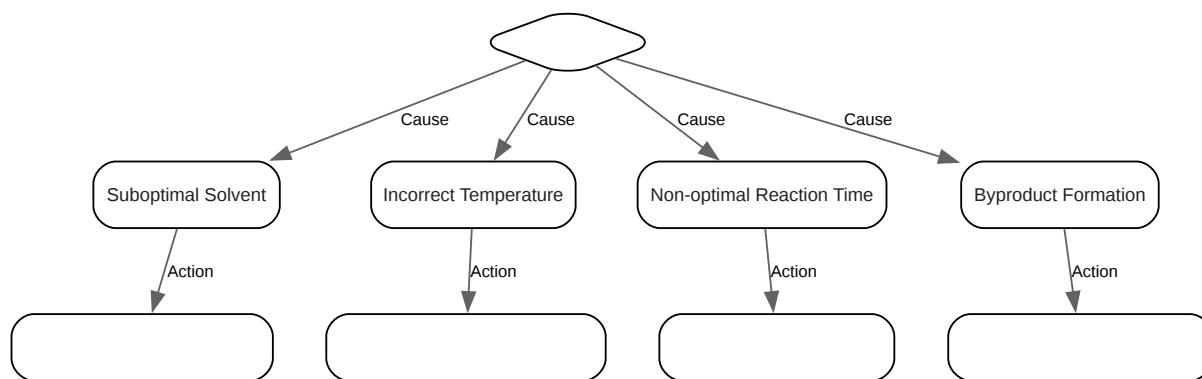 Cause
Cause
Cause
Cause
Suboptimal Solvent
Incorrect Temperature
Non-optimal Reaction Time
Byproduct Formation
Action
Action
Action
Action